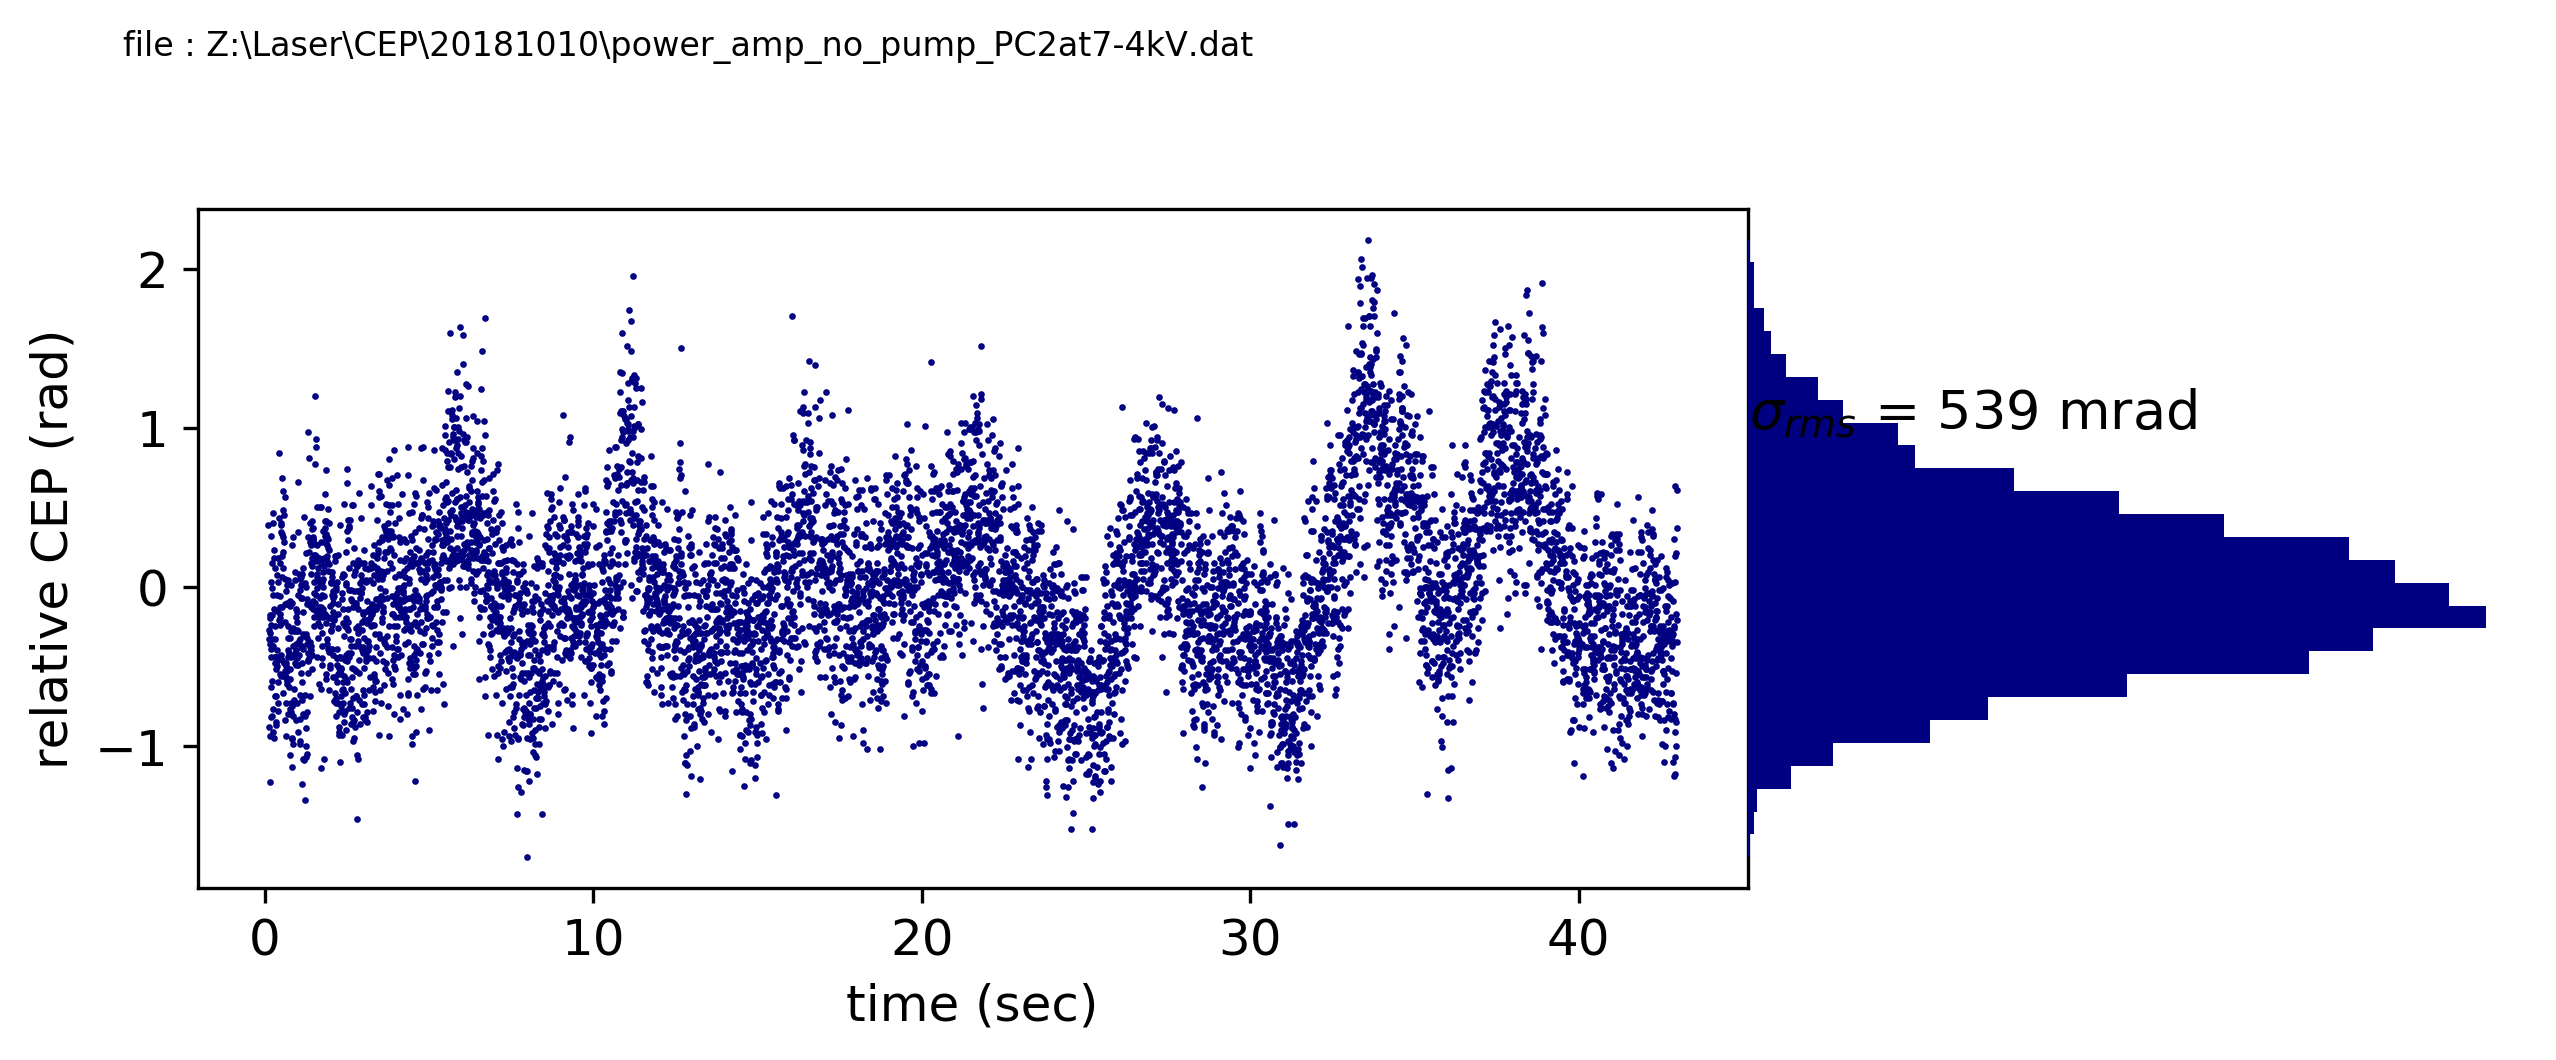 file : Z:\Laser\CEP\20181010\power_amp_no_pump_PC2at7-4kV.dat
relative CEP (rad)
2
1
0
−1
σrms = 539 mrad
0 10 20 30 40
time (sec)